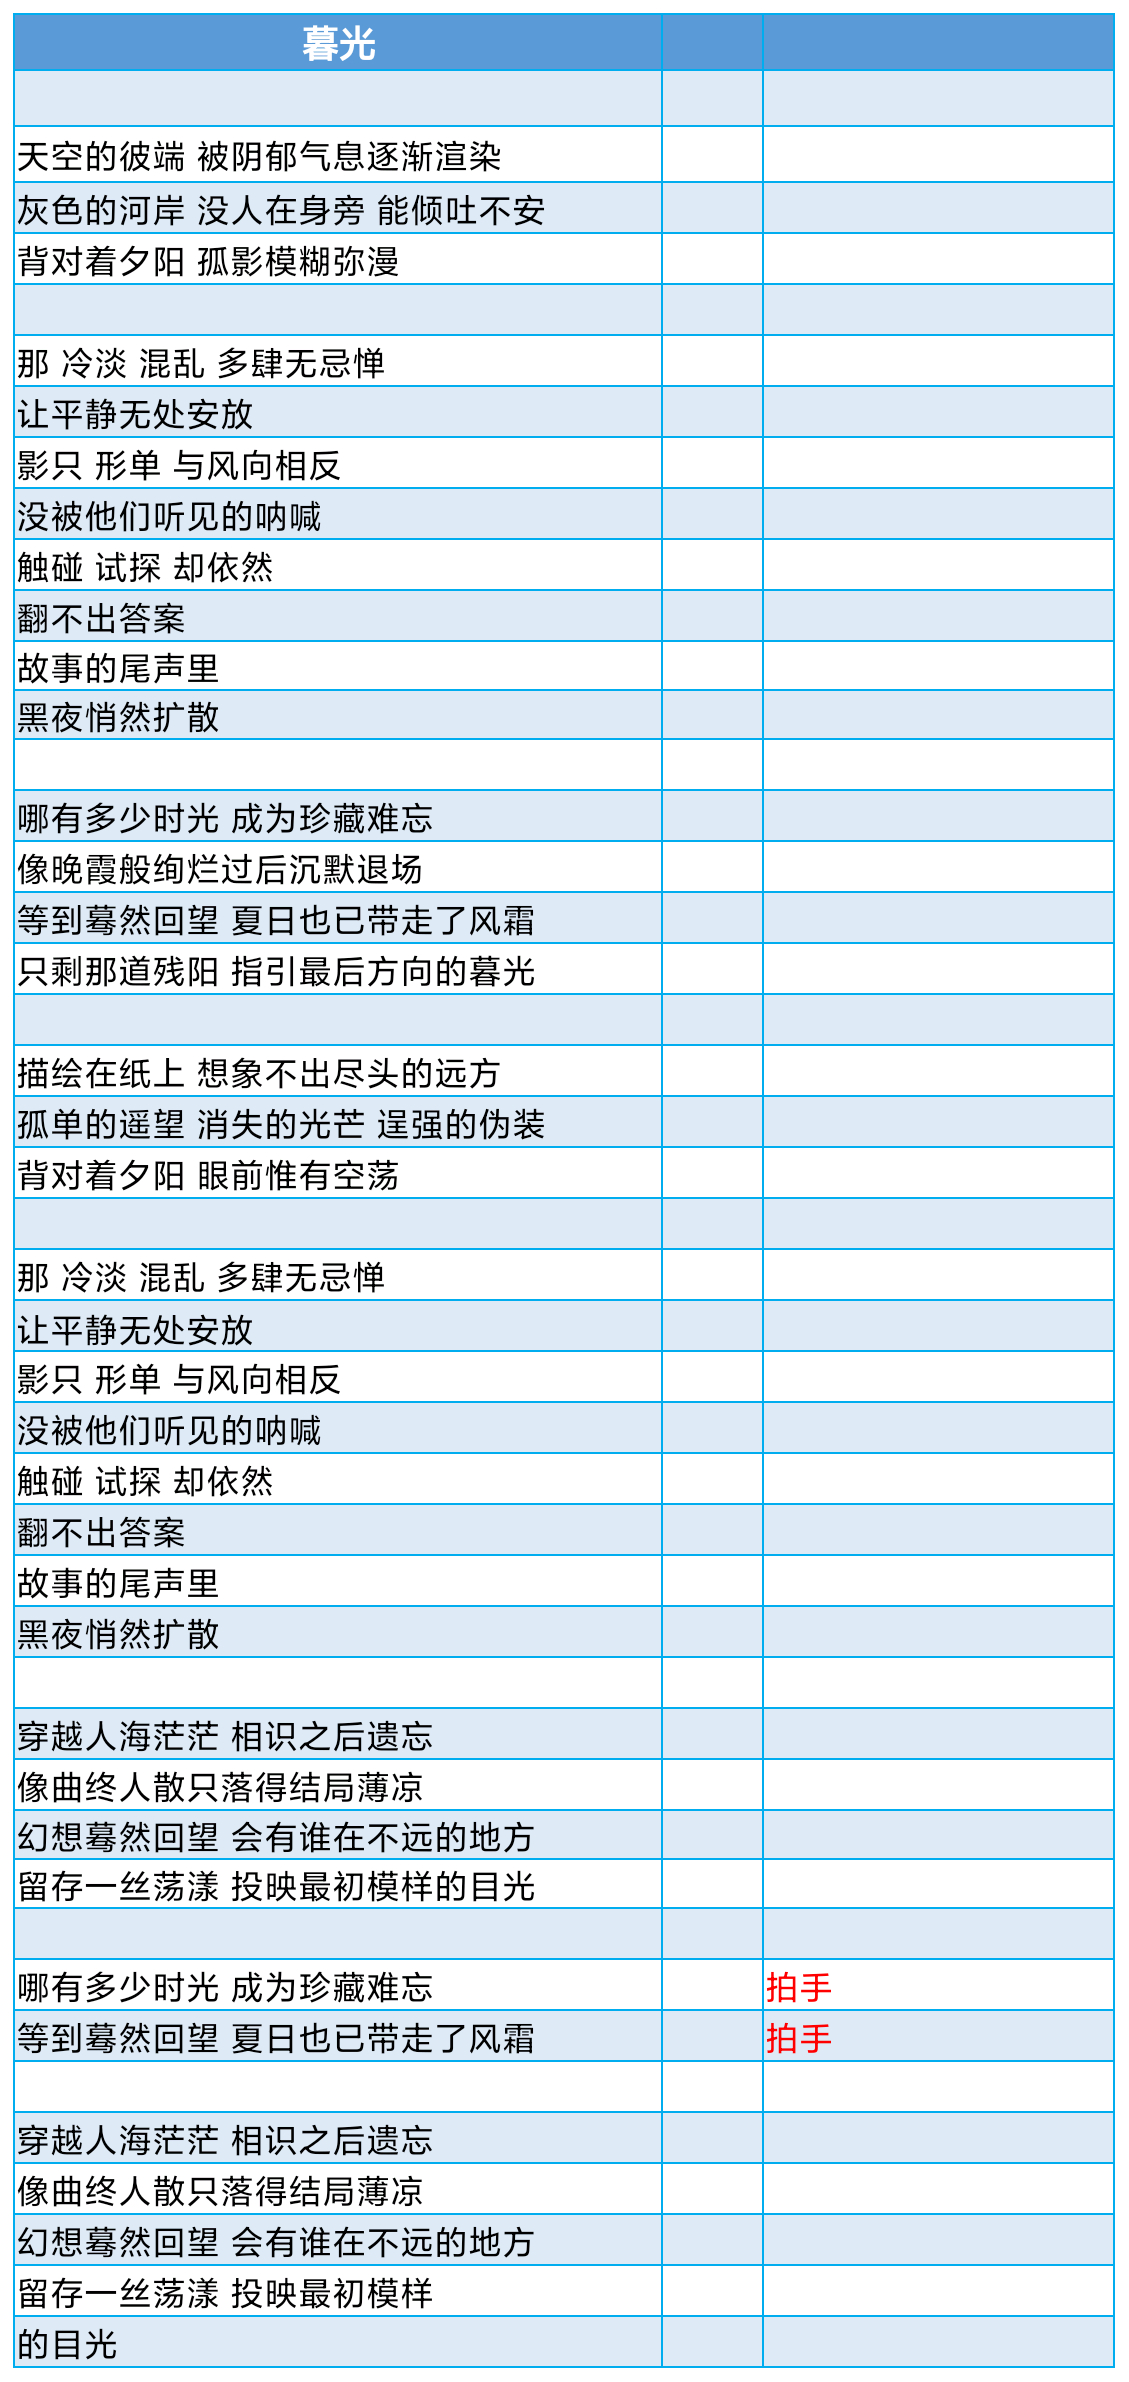 暮光
天空的彼端 被阴郁气息逐渐渲染
灰色的河岸 没人在身旁 能倾吐不安
背对着夕阳 孤影模糊弥漫
那 冷淡 混乱 多肆无忌惮
让平静无处安放
影只 形单 与风向相反
没被他们听见的呐喊
触碰 试探 却依然
翻不出答案
故事的尾声里
黑夜悄然扩散
哪有多少时光 成为珍藏难忘
像晚霞般绚烂过后沉默退场
等到蓦然回望 夏日也已带走了风霜
只剩那道残阳 指引最后方向的暮光
描绘在纸上 想象不出尽头的远方
孤单的遥望 消失的光芒 逞强的伪装
背对着夕阳 眼前惟有空荡
那 冷淡 混乱 多肆无忌惮
让平静无处安放
影只 形单 与风向相反
没被他们听见的呐喊
触碰 试探 却依然
翻不出答案
故事的尾声里
黑夜悄然扩散
穿越人海茫茫 相识之后遗忘
像曲终人散只落得结局薄凉
幻想蓦然回望 会有谁在不远的地方
留存一丝荡漾 投映最初模样的目光
哪有多少时光 成为珍藏难忘 拍手
等到蓦然回望 夏日也已带走了风霜 拍手
穿越人海茫茫 相识之后遗忘
像曲终人散只落得结局薄凉
幻想蓦然回望 会有谁在不远的地方
留存一丝荡漾 投映最初模样
的目光